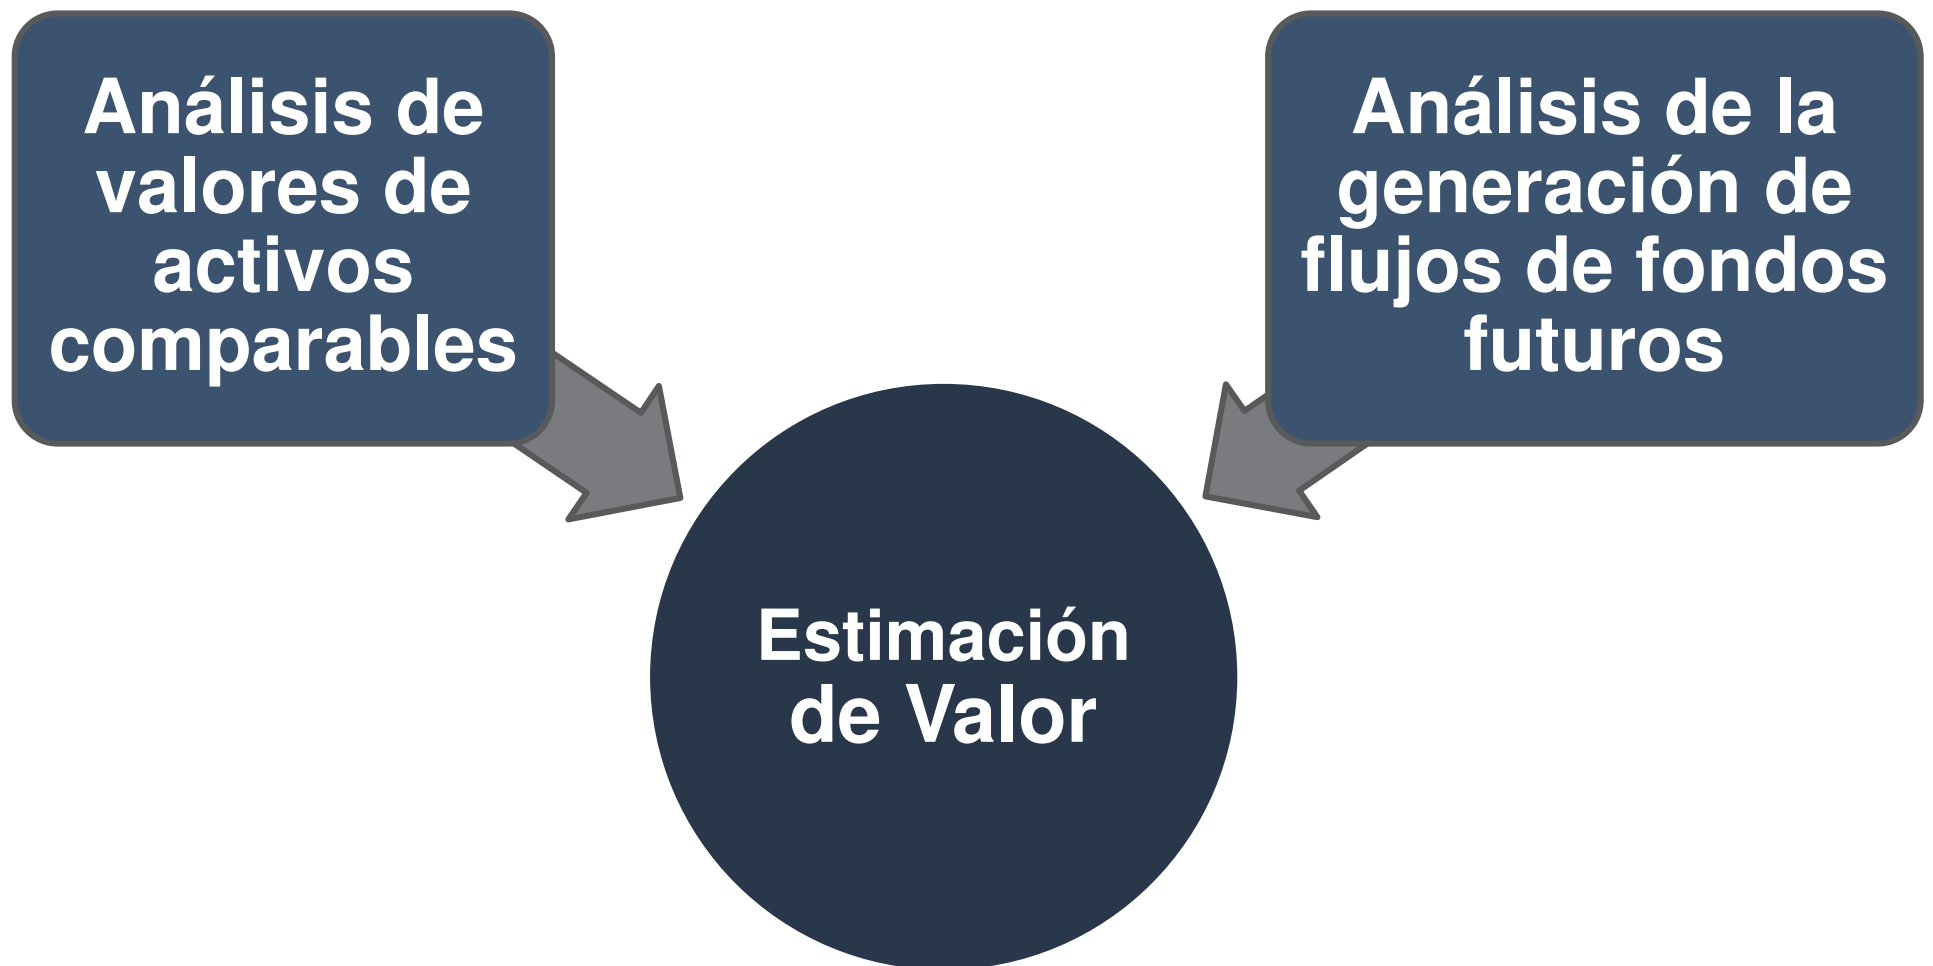 Análisis de
valores de
activos
comparables
Análisis de la
generación de
flujos de fondos
futuros
Estimación
de Valor